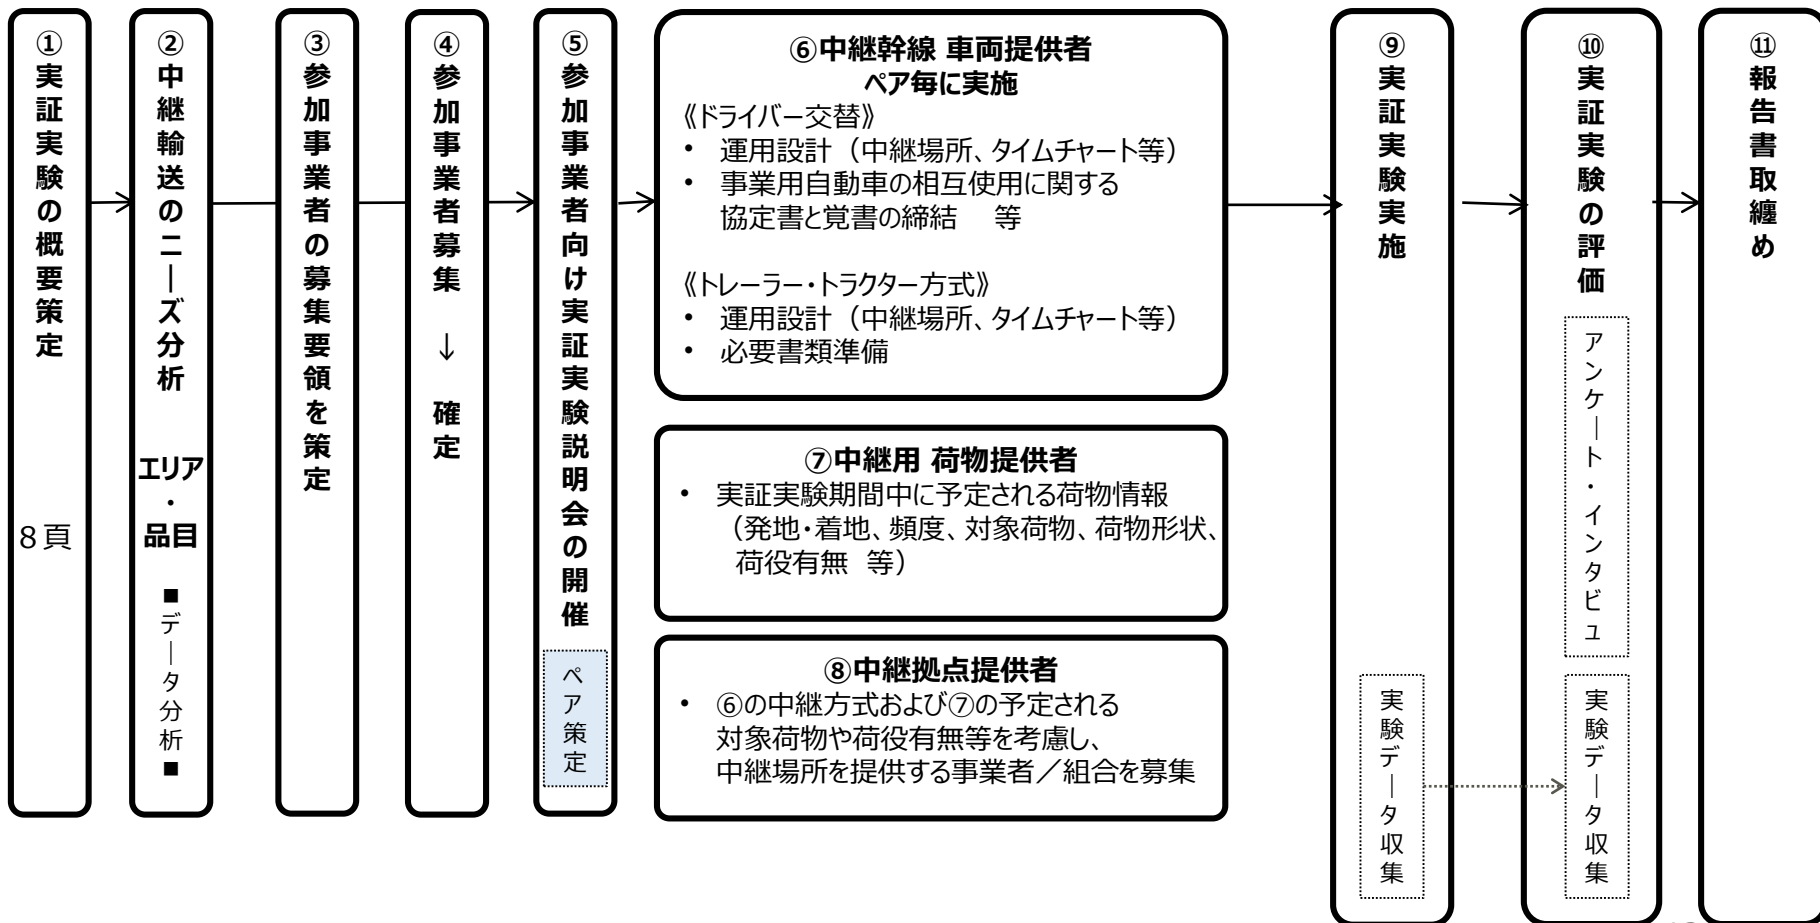 ①実証実験の概要策定
8頁
②中継輸送のニーズ分析
エリア
・
品目
■データ分析■
③参加事業者の募集要領を策定
④参加事業者募集 ↓ 確定
⑤参加事業者向け実証実験説明会の開催
ペア策定
⑥中継幹線 車両提供者
ペア毎に実施
《ドライバー交替》
• 運用設計（中継場所、タイムチャート等）
• 事業用自動車の相互使用に関する
協定書と覚書の締結　等
《トレーラー・トラクター方式》
• 運用設計（中継場所、タイムチャート等）
• 必要書類準備
⑦中継用 荷物提供者
• 実証実験期間中に予定される荷物情報
（発地・着地、頻度、対象荷物、荷物形状、
荷役有無　等）
⑧中継拠点提供者
• ⑥の中継方式および⑦の予定される
対象荷物や荷役有無等を考慮し、
中継場所を提供する事業者／組合を募集
⑨実証実験実施
実験データ収集
⑩実証実験の評価
アンケート・インタビュ
実験データ収集
⑪報告書取纏め